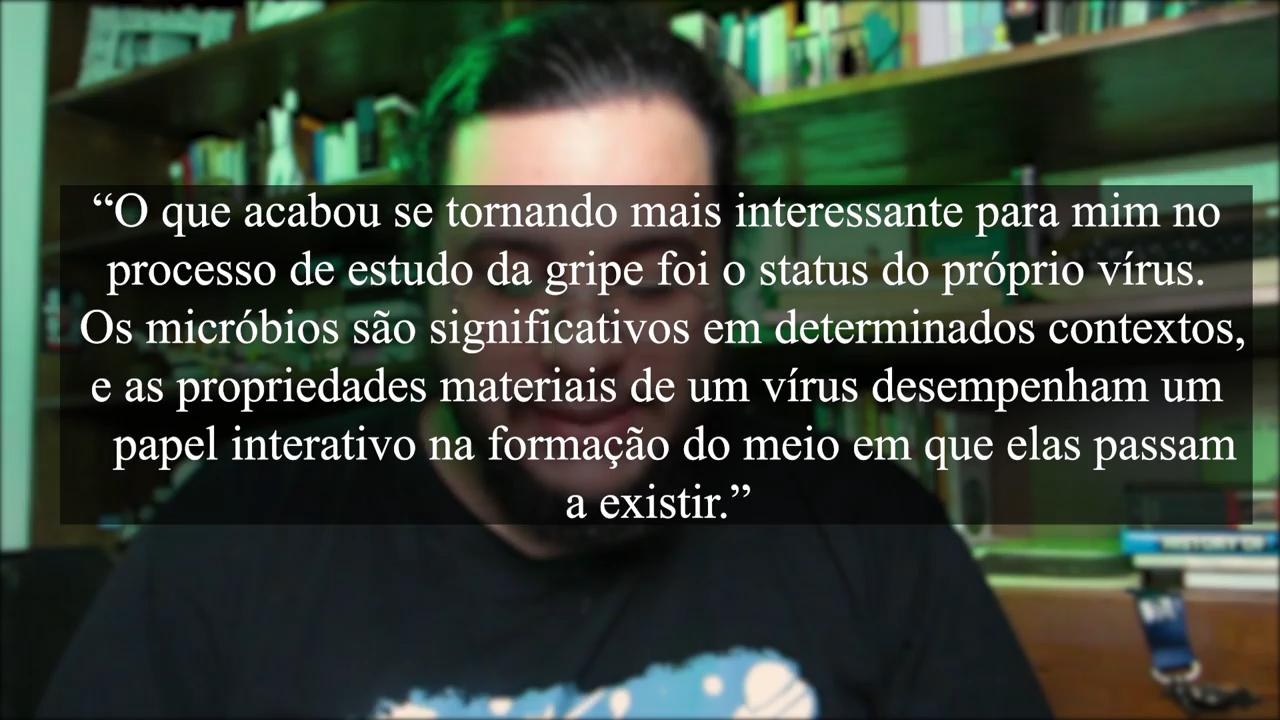 “O que acabou se tornando mais interessante para mim no
processo de estudo da gripe foi o status do próprio vírus.
Os micróbios são significativos em determinados contextos,
e as propriedades materiais de um vírus desempenham um
papel interativo na formação do meio em que elas passam
a existir.”
HISTORY OF